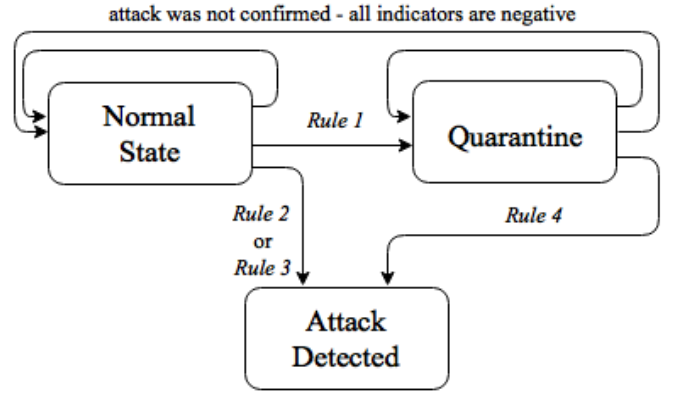 attack was not confirmed - all indicators are negative
Normal
State
Rule 1
Quarantine
Rule 2
or
Rule 3
Rule 4
Attack
Detected